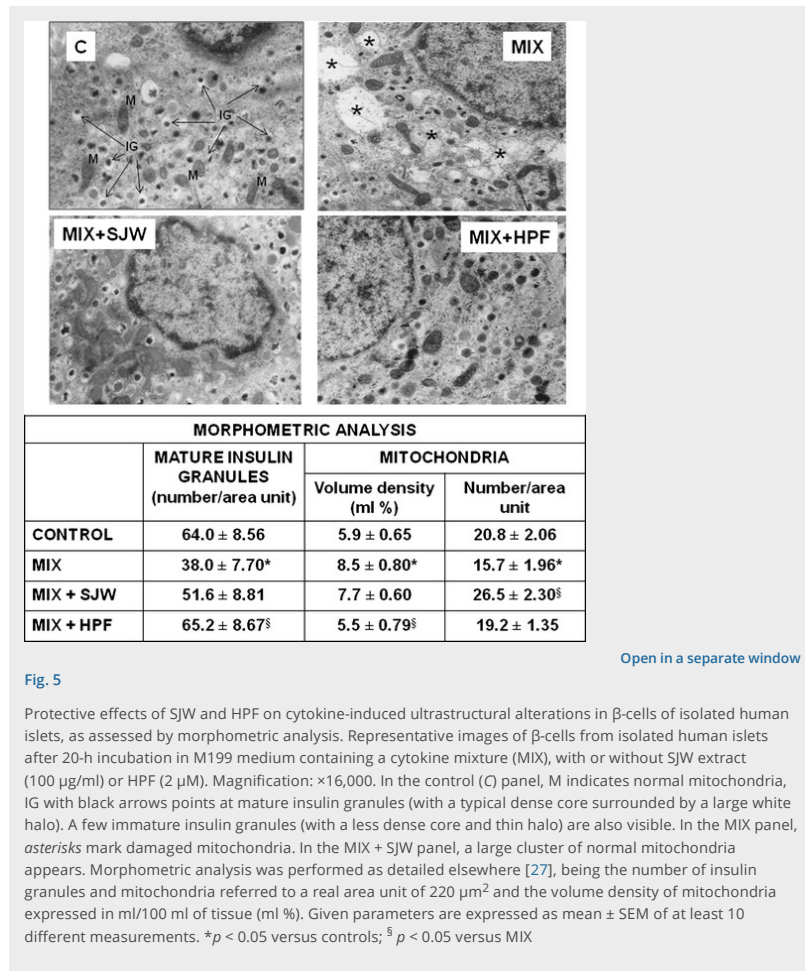 C
MIX
M
IG
IG
M
M
M
*
*
*
*
*
MIX+SJW
MIX+HPF
MORPHOMETRIC ANALYSIS
MATURE INSULIN GRANULES (number/area unit)
MITOCHONDRIA
Volume density (ml %)
Number/area unit
CONTROL 64.0 ± 8.56 5.9 ± 0.65 20.8 ± 2.06
MIX 38.0 ± 7.70* 8.5 ± 0.80* 15.7 ± 1.96*
MIX + SJW 51.6 ± 8.81 7.7 ± 0.60 26.5 ± 2.30§
MIX + HPF 65.2 ± 8.67§ 5.5 ± 0.79§ 19.2 ± 1.35
Open in a separate window
Fig. 5
Protective effects of SJW and HPF on cytokine-induced ultrastructural alterations in β-cells of isolated human
islets, as assessed by morphometric analysis. Representative images of β-cells from isolated human islets
after 20-h incubation in M199 medium containing a cytokine mixture (MIX), with or without SJW extract
(100 μg/ml) or HPF (2 μM). Magnification: ×16,000. In the control (C) panel, M indicates normal mitochondria,
IG with black arrows points at mature insulin granules (with a typical dense core surrounded by a large white
halo). A few immature insulin granules (with a less dense core and thin halo) are also visible. In the MIX panel,
asterisks mark damaged mitochondria. In the MIX + SJW panel, a large cluster of normal mitochondria
appears. Morphometric analysis was performed as detailed elsewhere [27], being the number of insulin
granules and mitochondria referred to a real area unit of 220 μm² and the volume density of mitochondria
expressed in ml/100 ml of tissue (ml %). Given parameters are expressed as mean ± SEM of at least 10
different measurements. *p < 0.05 versus controls; § p < 0.05 versus MIX